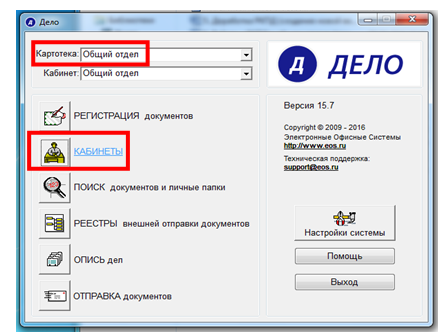 Дело
Картотека: Общий отдел
Кабинет: Общий отдел
Д ДЕЛО
РЕГИСТРАЦИЯ документов
КАБИНЕТЫ
ПОИСК документов и личные папки
РЕЕСТРЫ внешней отправки документов
ОПИСЬ дел
ОТПРАВКА документов
Версия 15.7
Copyright © 2009 - 2016
Электронные Офисные Системы
http://www.eos.ru
Техническая поддержка:
support@eos.ru
Настройки системы
Помощь
Выход